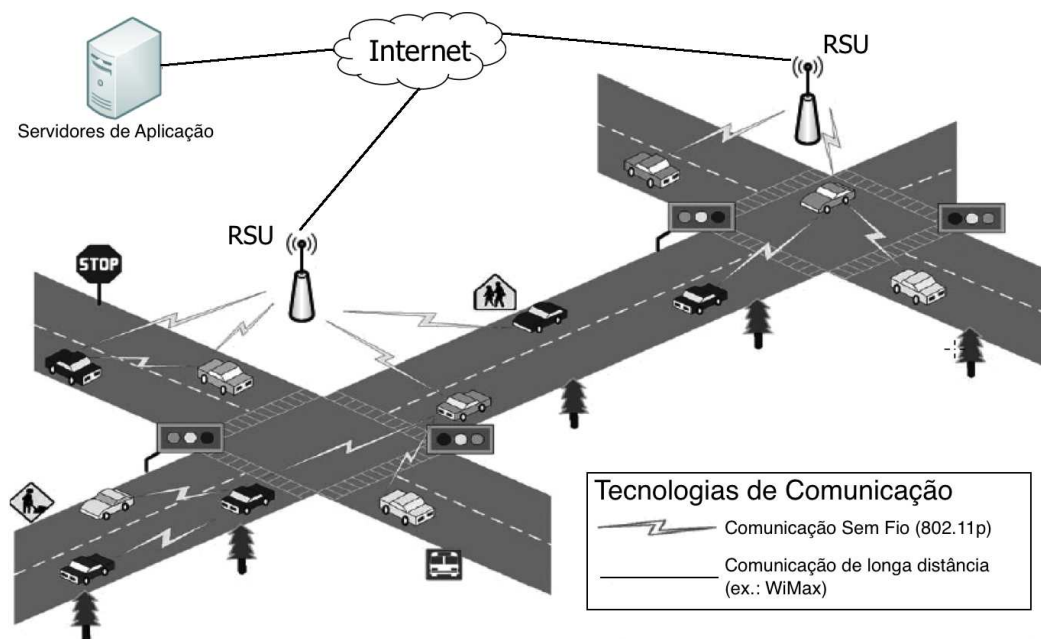 Internet
RSU
Servidores de Aplicação
RSU
STOP
Tecnologias de Comunicação
Comunicação Sem Fio (802.11p)
Comunicação de longa distância
(ex.: WiMax)